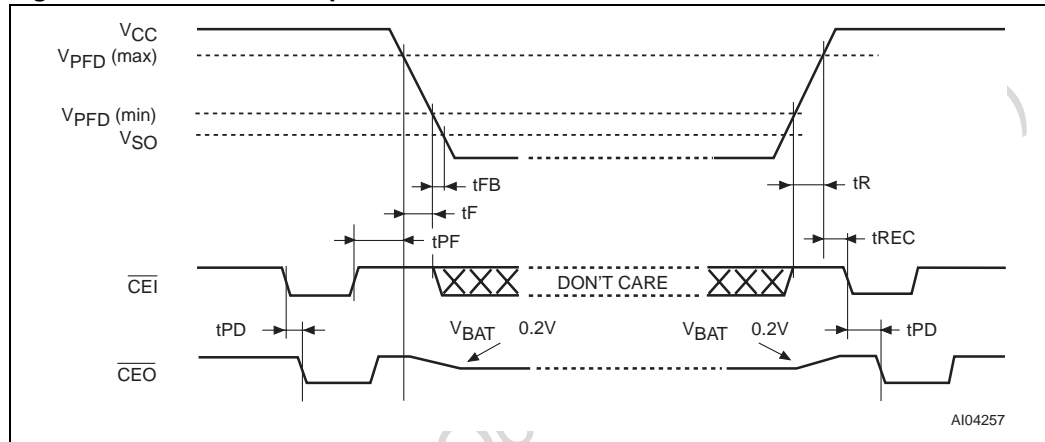 VCC
VPFD (max)
VPFD (min)
VSO
tFB
tR
tF
tREC
tPF
CEI
DON'T CARE
tPD
VBAT 0.2V
VBAT 0.2V
tPD
CEO
AI04257